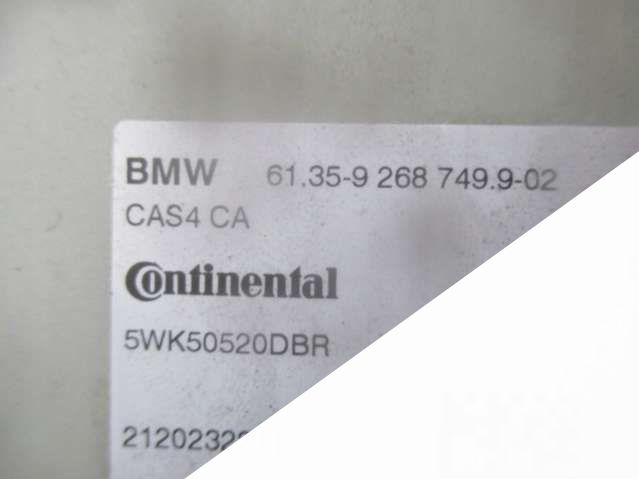 BMW 61.35-9 268 749.9-02
CAS4 CA
Continental
5WK50520DBR